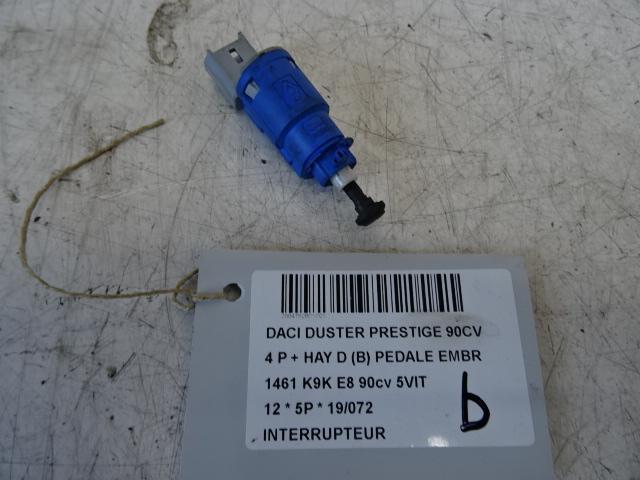 DACI DUSTER PRESTIGE 90CV
4 P + HAY D (B) PEDALE EMBR
1461 K9K E8 90cv 5VIT
12 * 5P * 19/072
INTERRUPTEUR
b